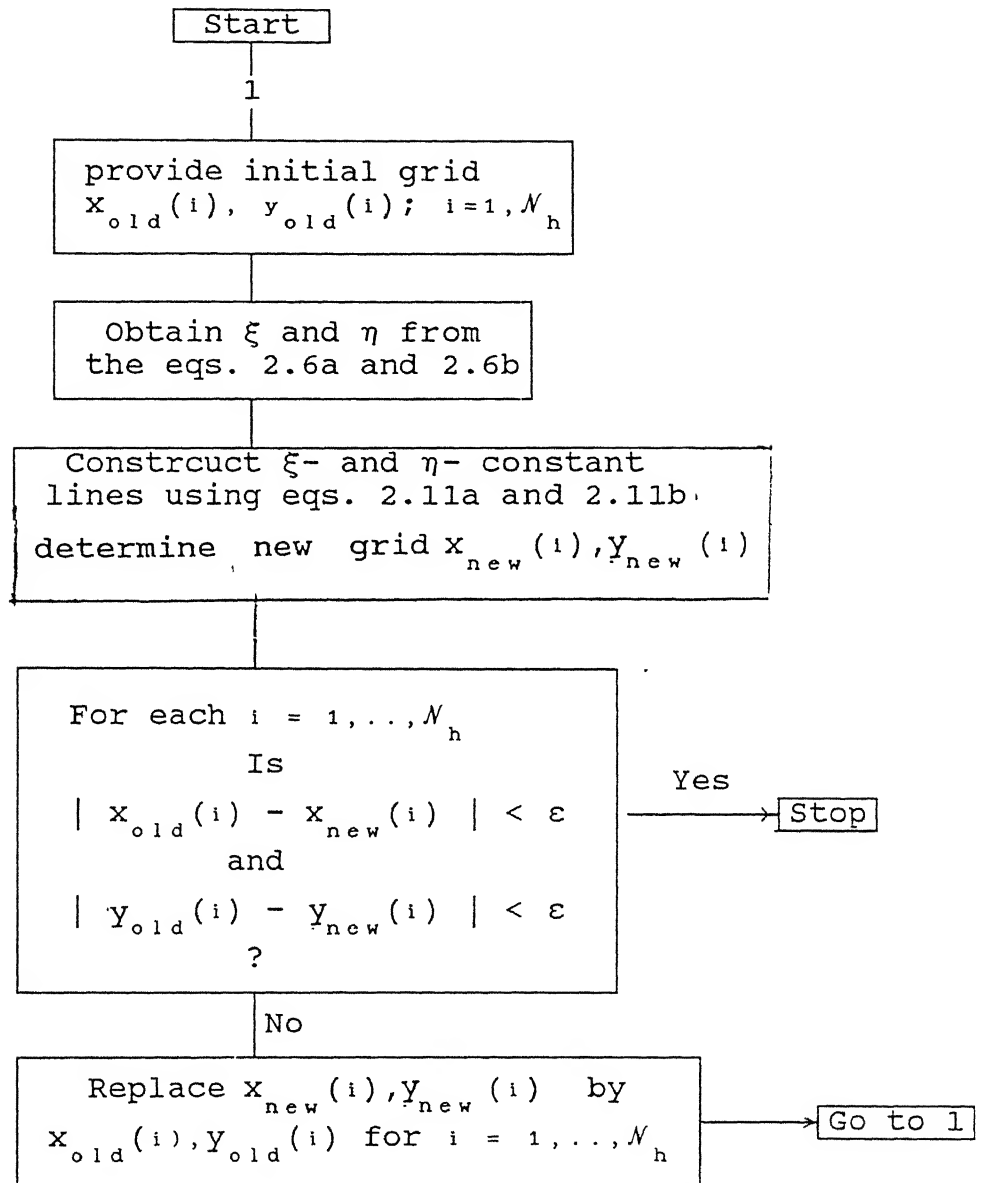 Start
1
provide initial grid
x_old(i), y_old(i); i=1,𝒩_h
Obtain ξ and η from
the eqs. 2.6a and 2.6b
Constrcuct ξ- and η- constant
lines using eqs. 2.11a and 2.11b
determine new grid x_new(i),y_new(i)
For each i = 1,..,𝒩_h
Is
| x_old(i) - x_new(i) | < ε
and
| y_old(i) - y_new(i) | < ε
?
Yes
Stop
No
Replace x_new(i),y_new(i) by
x_old(i),y_old(i) for i = 1,..,𝒩_h
Go to 1